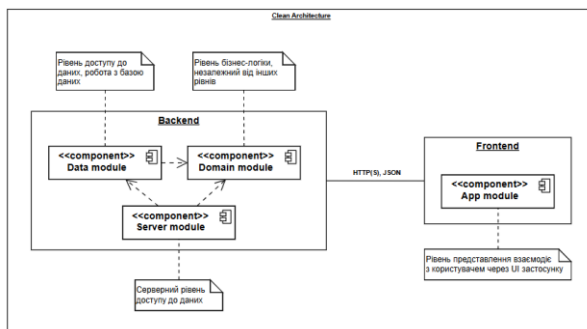 Clean Architecture
Рівень доступу до
даних, робота з базою
даних
Рівень бізнес-логіки,
незалежний від інших
рівнів
Backend
<<component>>
Data module
<<component>>
Domain module
<<component>>
Server module
HTTP(S), JSON
Frontend
<<component>>
App module
Серверний рівень
доступу до даних
Рівень представлення взаємодіє
з користувачем через UI застосунку